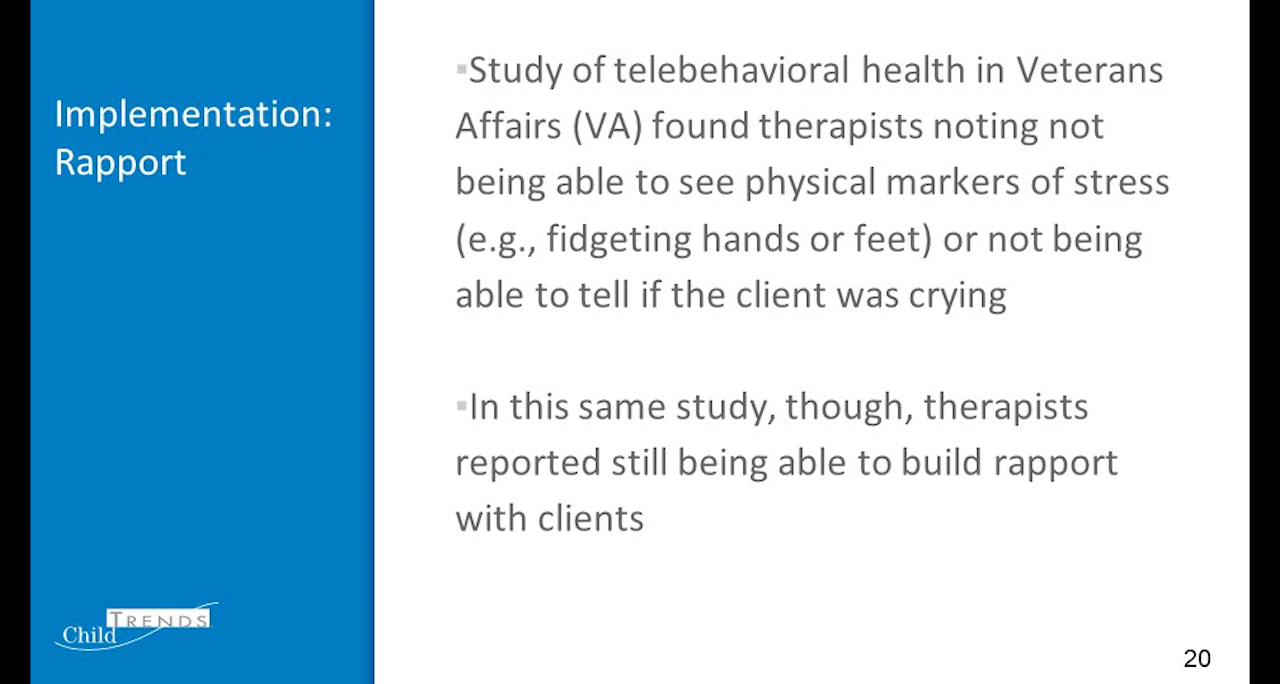 Implementation:
Rapport
▪Study of telebehavioral health in Veterans
Affairs (VA) found therapists noting not
being able to see physical markers of stress
(e.g., fidgeting hands or feet) or not being
able to tell if the client was crying
▪In this same study, though, therapists
reported still being able to build rapport
with clients
Child TRENDS
20